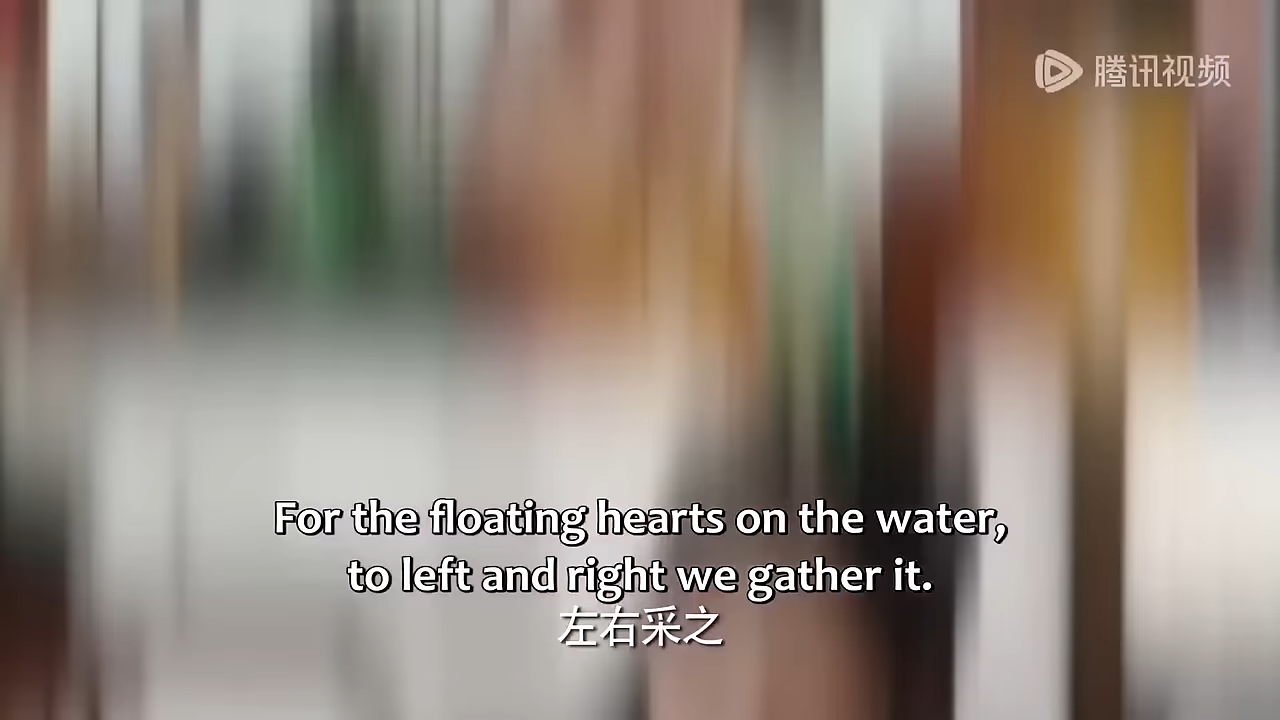 腾讯视频
For the floating hearts on the water,
to left and right we gather it.
左右采之